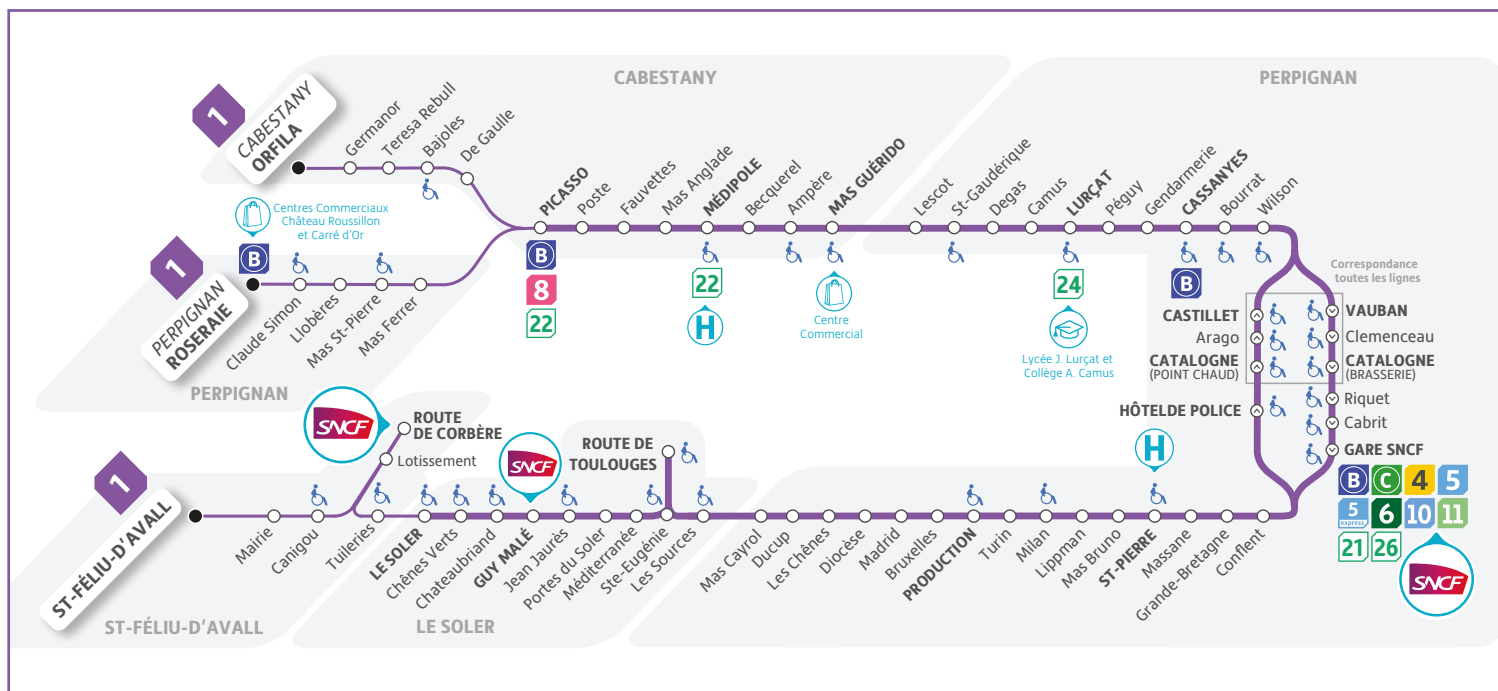 CABESTANY
PERPIGNAN
1
CABESTANY
ORFILA
Germanor
Teresa Rebull
Bajoles
De Gaulle
Centres Commerciaux
Château Roussillon
et Carré d'Or
B
1
PERPIGNAN
ROSERAIE
Claude Simon
Llobères
Mas St-Pierre
Mas Ferrer
PERPIGNAN
PICASSO
B
8
22
Poste
Fauvettes
Mas Anglade
MÉDIPOLE
22
H
Becquerel
Ampère
MAS GUÉRIDO
Centre
Commercial
Lescot
St-Gaudérique
Degas
Camus
LURÇAT
24
Lycée J. Lurçat et
Collège A. Camus
Péguy
Gendarmerie
CASSANYES
B
Bourrat
Wilson
Correspondance
toutes les lignes
CASTILLET
Arago
CATALOGNE
(POINT CHAUD)
HÔTELDE POLICE
VAUBAN
Clemenceau
CATALOGNE
(BRASSERIE)
Riquet
Cabrit
GARE SNCF
B
C
4
5
5
express
6
10
11
21
26
SNCF
1
ST-FÉLIU-D'AVALL
Mairie
Canigou
SNCF
ROUTE
DE CORBÈRE
Lotissement
Tuileries
LE SOLER
Chênes Verts
Chateaubriand
SNCF
GUY MALÉ
Jean Jaurès
Portes du Soler
Méditerranée
ROUTE DE
TOULOUGES
Ste-Eugénie
Les Sources
Mas Cayrol
Ducup
Les Chênes
Diocèse
Madrid
Bruxelles
PRODUCTION
Turin
Milan
Lippman
Mas Bruno
H
ST-PIERRE
Massane
Grande-Bretagne
Conflent
ST-FÉLIU-D'AVALL
LE SOLER